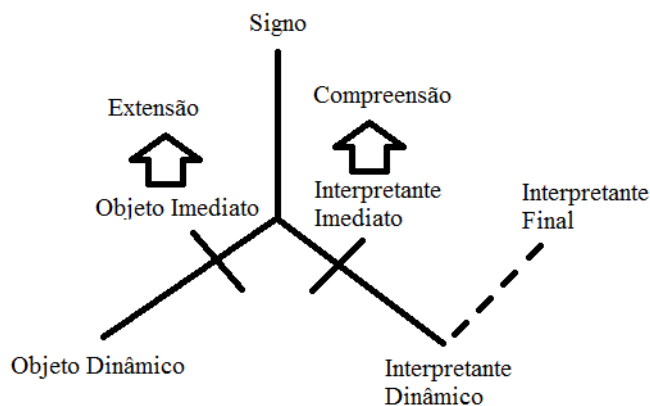 Signo
Extensão
Compreensão
Objeto Imediato
Interpretante
Imediato
Interpretante
Final
Objeto Dinâmico
Interpretante
Dinâmico